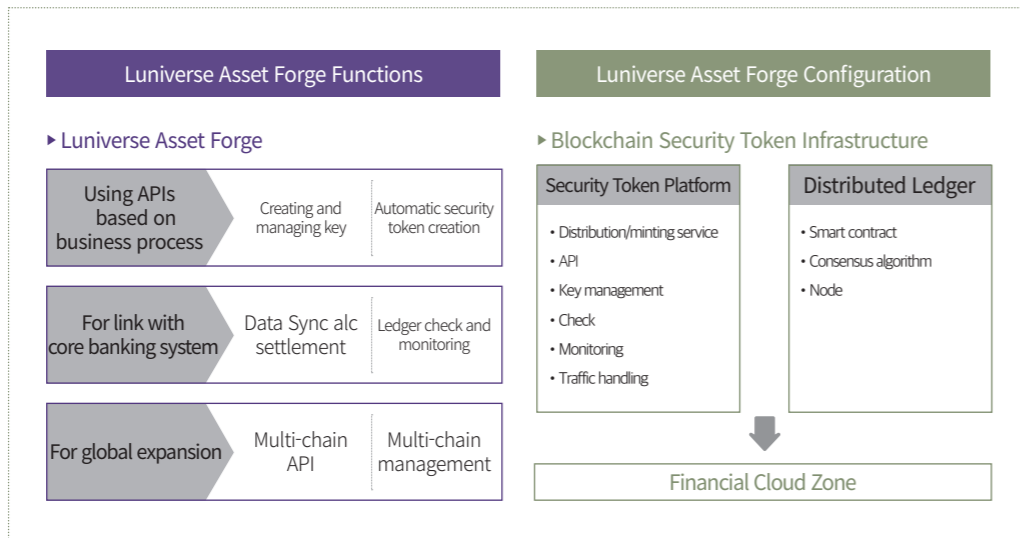 Luniverse Asset Forge Functions
▶ Luniverse Asset Forge
Using APIs
based on
business process
Creating and
managing key
Automatic security
token creation
For link with
core banking system
Data Sync alc
settlement
Ledger check and
monitoring
For global expansion
Multi-chain
API
Multi-chain
management
Luniverse Asset Forge Configuration
▶ Blockchain Security Token Infrastructure
Security Token Platform
• Distribution/minting service
• API
• Key management
• Check
• Monitoring
• Traffic handling
Distributed Ledger
• Smart contract
• Consensus algorithm
• Node
Financial Cloud Zone